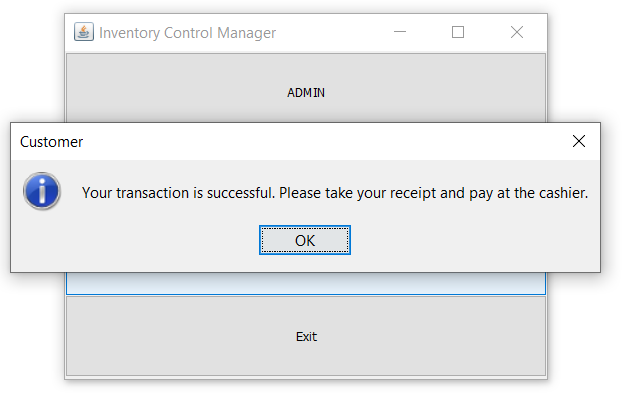 Inventory Control Manager
ADMIN
Customer
Your transaction is successful. Please take your receipt and pay at the cashier.
OK
Exit